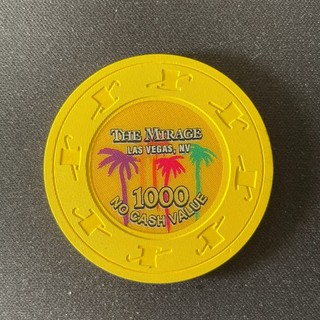 THE MIRAGE
LAS VEGAS, NV
1000
NO CASH VALUE